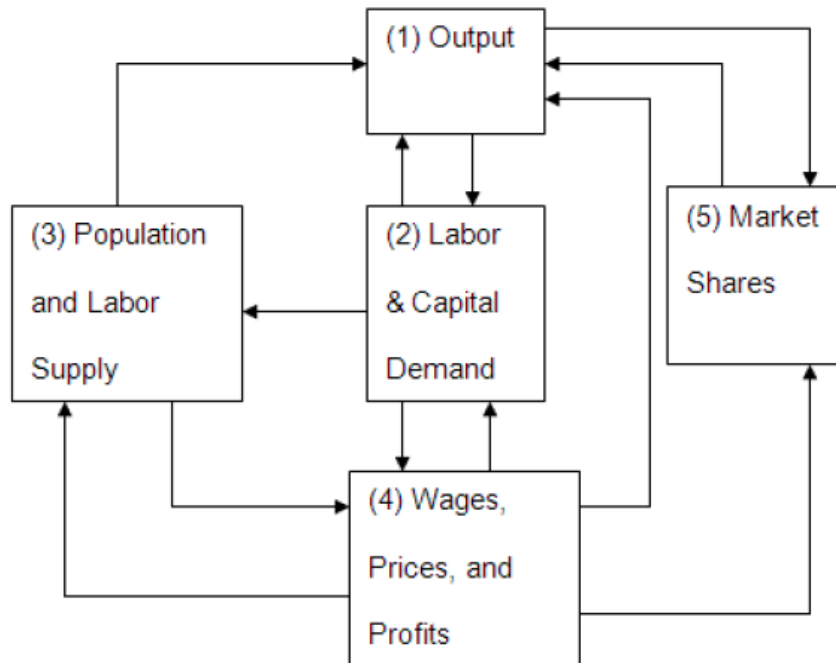 (1) Output
(3) Population
and Labor
Supply
(2) Labor
& Capital
Demand
(5) Market
Shares
(4) Wages,
Prices, and
Profits